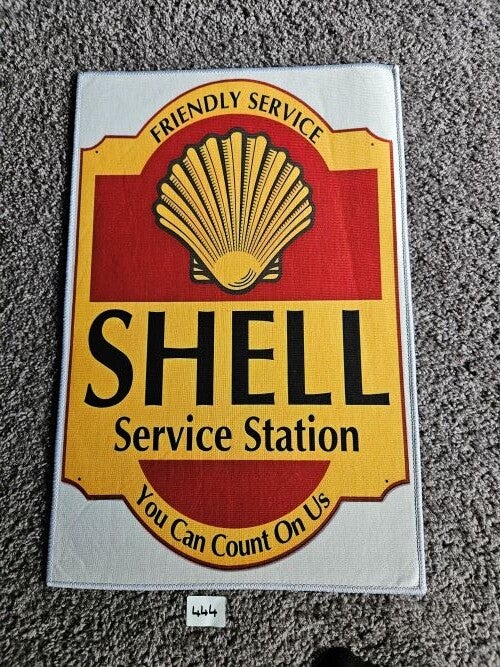 FRIENDLY SERVICE
SHELL
Service Station
You Can Count On Us
444